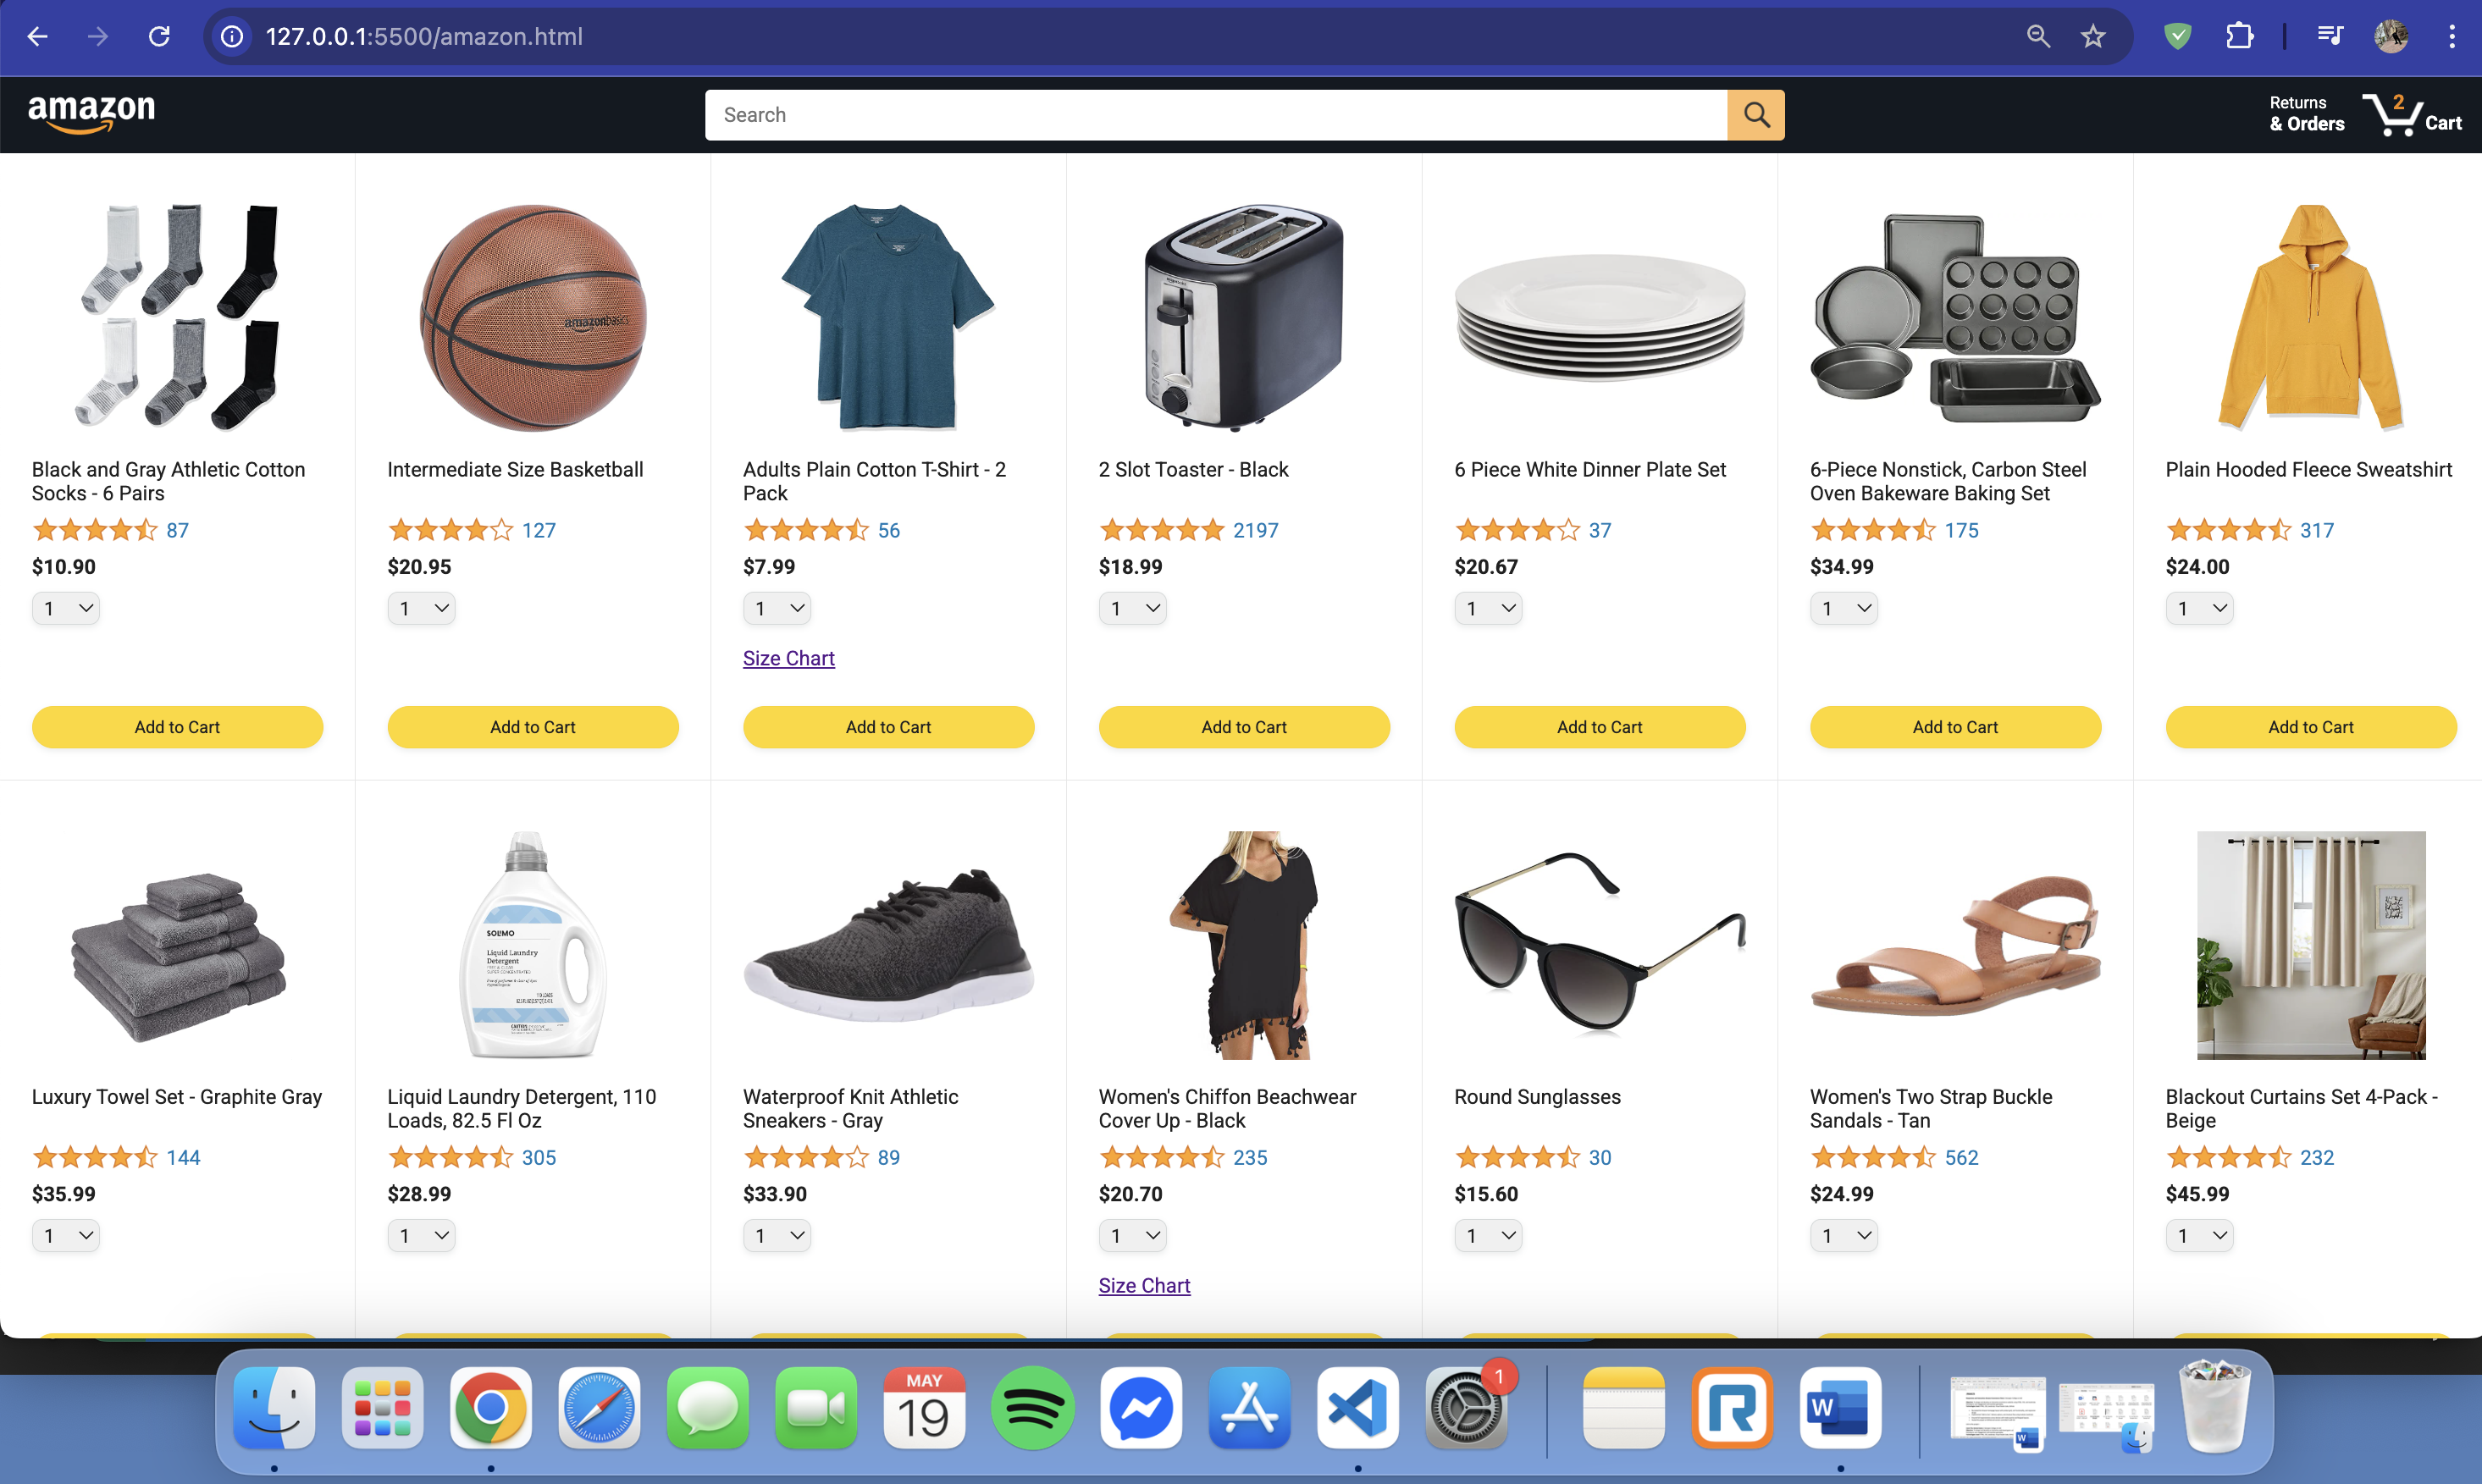 127.0.0.1:5500/amazon.html
amazon
Search
Returns
& Orders
2
Cart
amazonbasics
Black and Gray Athletic Cotton
Socks - 6 Pairs
87
$10.90
1
Add to Cart
Intermediate Size Basketball
127
$20.95
1
Add to Cart
Adults Plain Cotton T-Shirt - 2
Pack
56
$7.99
1
Size Chart
Add to Cart
2 Slot Toaster - Black
2197
$18.99
1
Add to Cart
6 Piece White Dinner Plate Set
37
$20.67
1
Add to Cart
6-Piece Nonstick, Carbon Steel
Oven Bakeware Baking Set
175
$34.99
1
Add to Cart
Plain Hooded Fleece Sweatshirt
317
$24.00
1
Add to Cart
Luxury Towel Set - Graphite Gray
144
$35.99
1
SOLIMO
Liquid Laundry
Detergent
Liquid Laundry Detergent, 110
Loads, 82.5 Fl Oz
305
$28.99
1
Waterproof Knit Athletic
Sneakers - Gray
89
$33.90
1
Women's Chiffon Beachwear
Cover Up - Black
235
$20.70
1
Size Chart
Round Sunglasses
30
$15.60
1
Women's Two Strap Buckle
Sandals - Tan
562
$24.99
1
Blackout Curtains Set 4-Pack -
Beige
232
$45.99
1
MAY
19
1
W
W